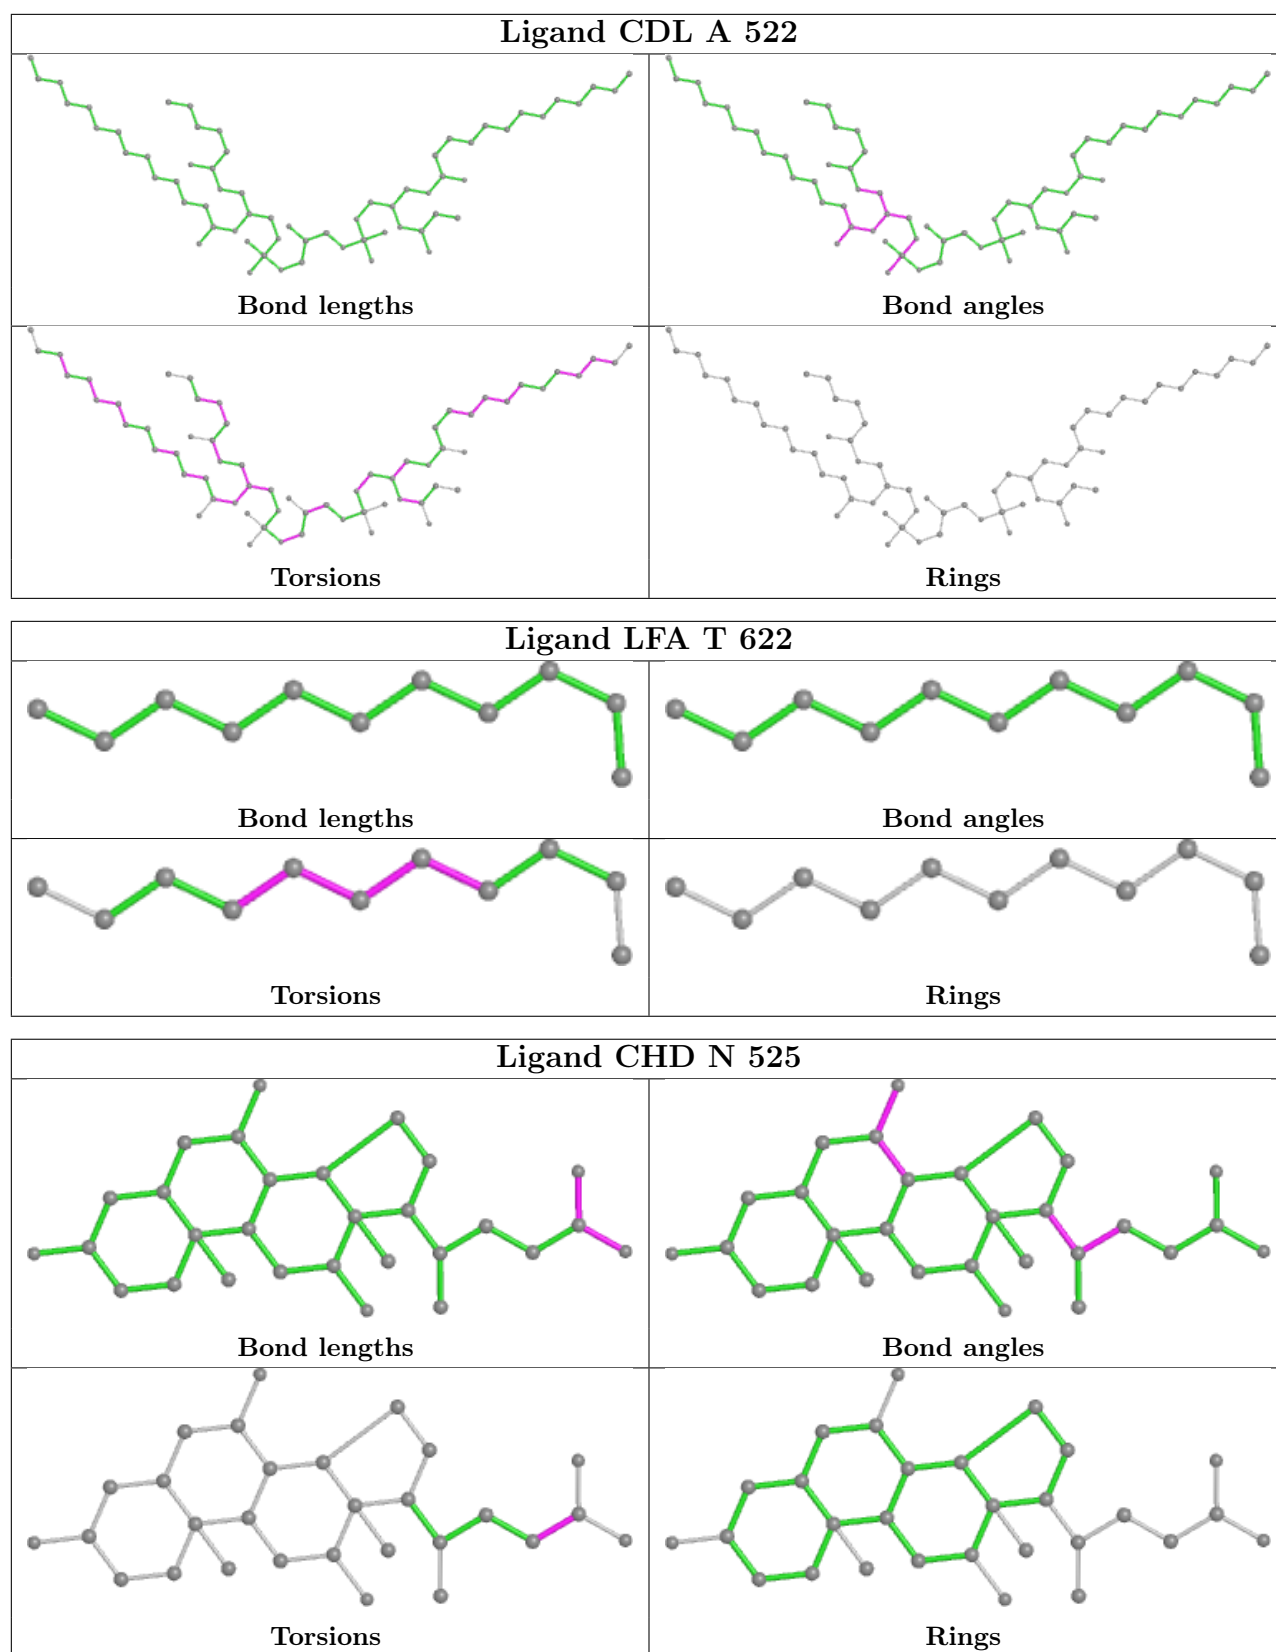 Ligand CDL A 522
Bond lengths
Bond angles
Torsions
Rings
Ligand LFA T 622
Bond lengths
Bond angles
Torsions
Rings
Ligand CHD N 525
Bond lengths
Bond angles
Torsions
Rings